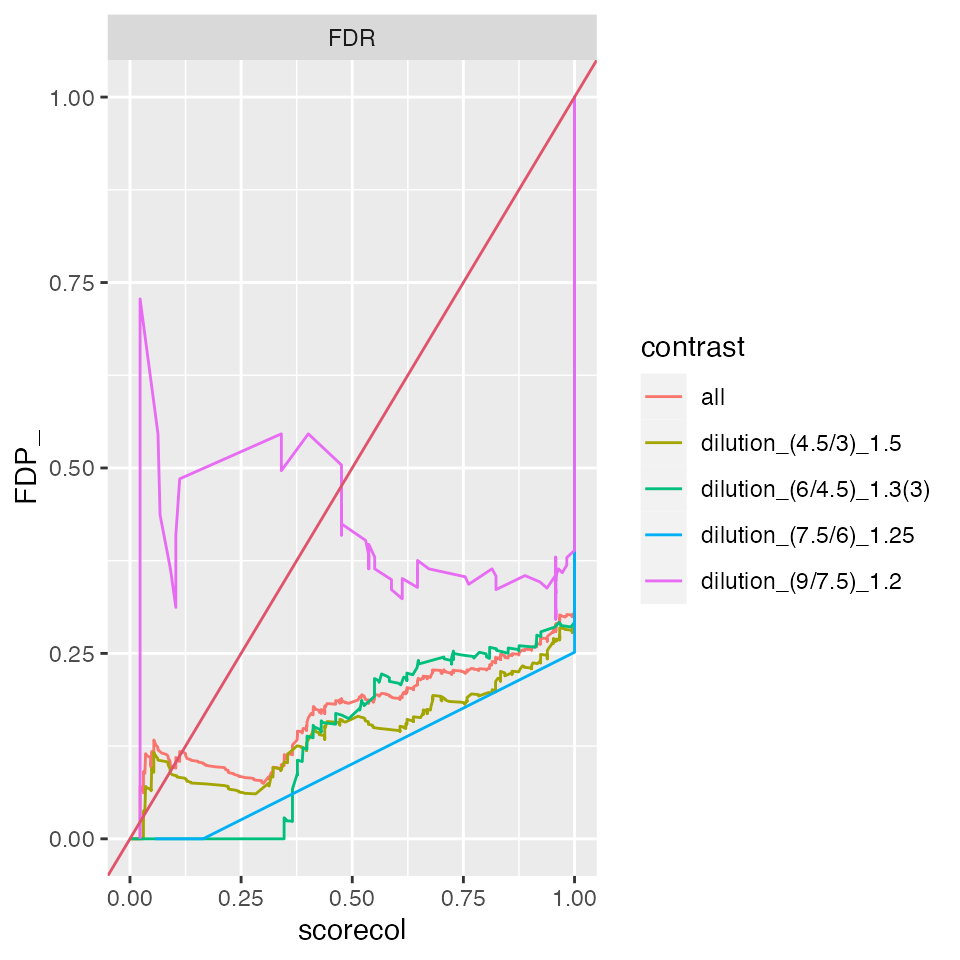 FDR
1.00
0.75
0.50
0.25
0.00
FDP_
0.00 0.25 0.50 0.75 1.00
scorecol
contrast
all
dilution_(4.5/3)_1.5
dilution_(6/4.5)_1.3(3)
dilution_(7.5/6)_1.25
dilution_(9/7.5)_1.2